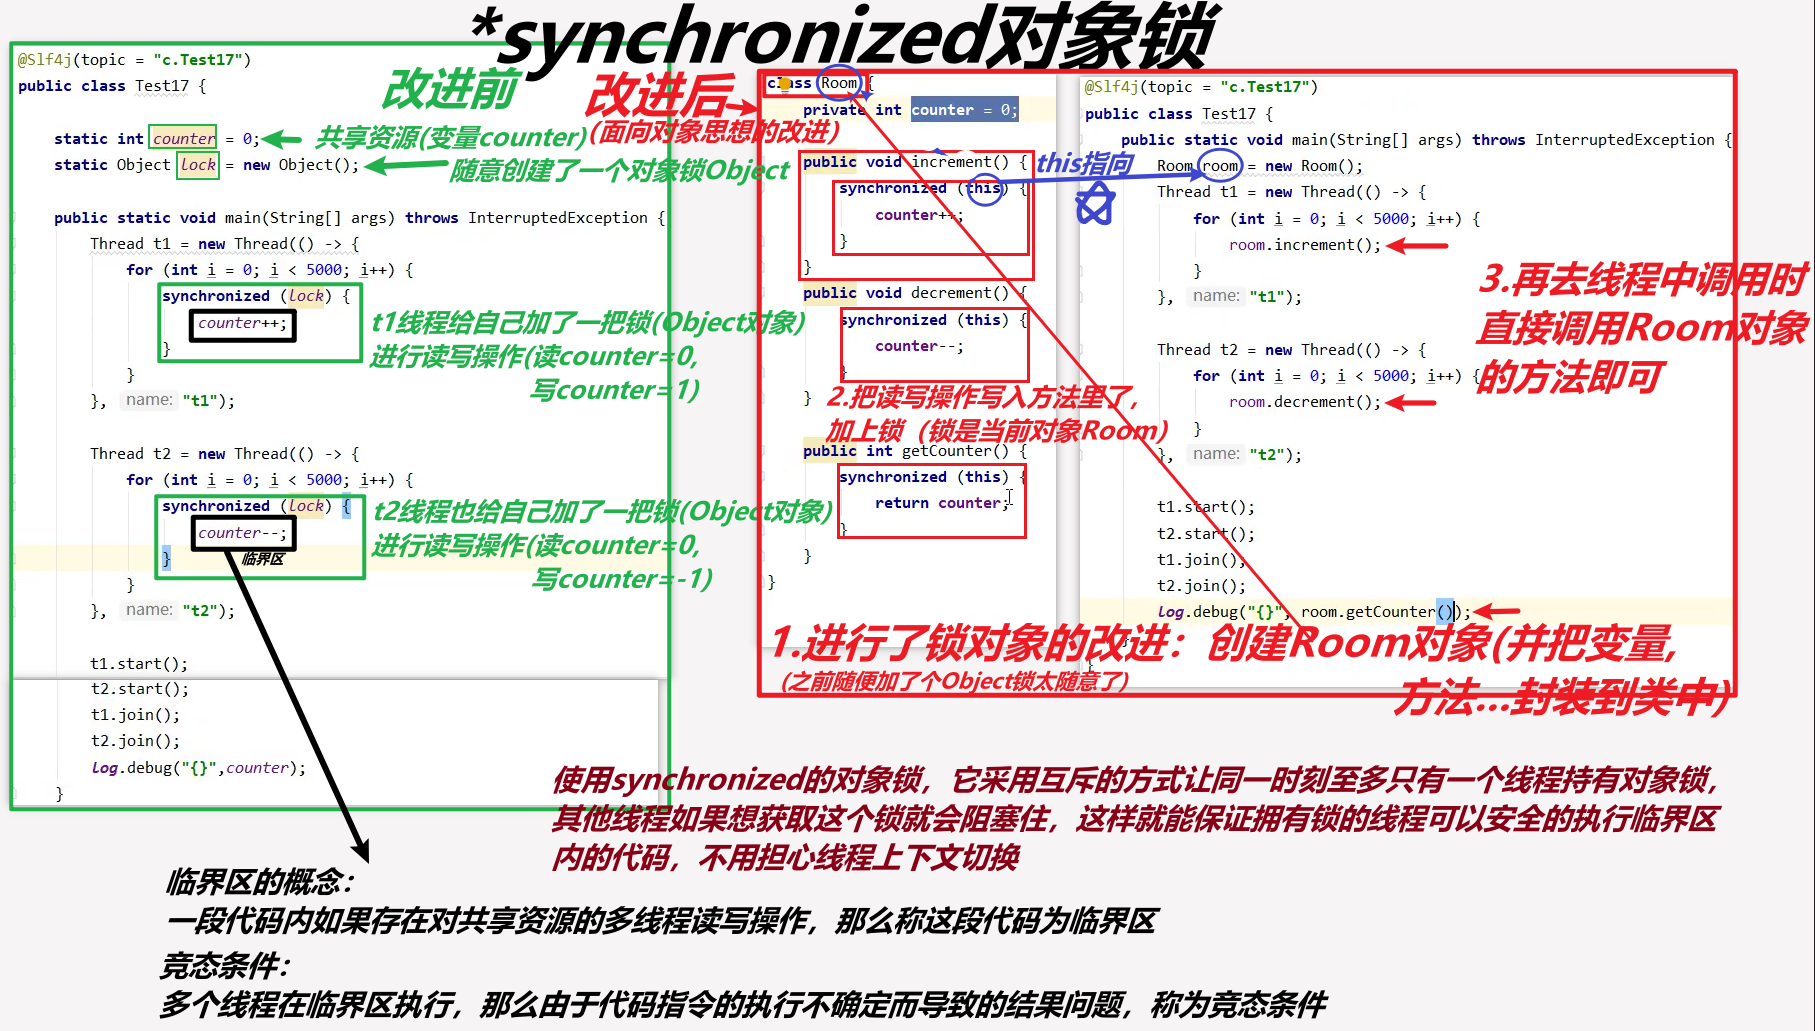 *synchronized对象锁
@Slf4j(topic = "c.Test17")
public class Test17 {
改进前
static int counter = 0;
共享资源(变量counter)
static Object lock = new Object();
随意创建了一个对象锁Object
public static void main(String[] args) throws InterruptedException {
Thread t1 = new Thread(() -> {
for (int i = 0; i < 5000; i++) {
synchronized (lock) {
counter++;
}
t1线程给自己加了一把锁(Object对象)
进行读写操作(读counter=0,
写counter=1)
}
}, name: "t1");
Thread t2 = new Thread(() -> {
for (int i = 0; i < 5000; i++) {
synchronized (lock) {
counter--;
}
临界区
t2线程也给自己加了一把锁(Object对象)
进行读写操作(读counter=0,
写counter=-1)
}
}, name: "t2");
t1.start();
t2.start();
t1.join();
t2.join();
log.debug("{}",counter);
}
改进后
(面向对象思想的改进)
class Room {
private int counter = 0;
public void increment() {
synchronized (this) {
counter++;
}
}
this指向
public void decrement() {
synchronized (this) {
counter--;
}
}
2.把读写操作写入方法里了,
加上锁（锁是当前对象Room)
public int getCounter() {
synchronized (this) {
return counter;
}
}
}
@Slf4j(topic = "c.Test17")
public class Test17 {
public static void main(String[] args) throws InterruptedException {
Room room = new Room();
Thread t1 = new Thread(() -> {
for (int i = 0; i < 5000; i++) {
room.increment();
}
}, name: "t1");
Thread t2 = new Thread(() -> {
for (int i = 0; i < 5000; i++) {
room.decrement();
}
}, name: "t2");
3.再去线程中调用时
直接调用Room对象
的方法即可
t1.start();
t2.start();
t1.join();
t2.join();
log.debug("{}", room.getCounter());
}
}
1.进行了锁对象的改进：创建Room对象(并把变量,
(之前随便加了个Object锁太随意了)
方法...封装到类中)
使用synchronized的对象锁，它采用互斥的方式让同一时刻至多只有一个线程持有对象锁，
其他线程如果想获取这个锁就会阻塞住，这样就能保证拥有锁的线程可以安全的执行临界区
内的代码，不用担心线程上下文切换
临界区的概念：
一段代码内如果存在对共享资源的多线程读写操作，那么称这段代码为临界区
竞态条件：
多个线程在临界区执行，那么由于代码指令的执行不确定而导致的结果问题，称为竞态条件